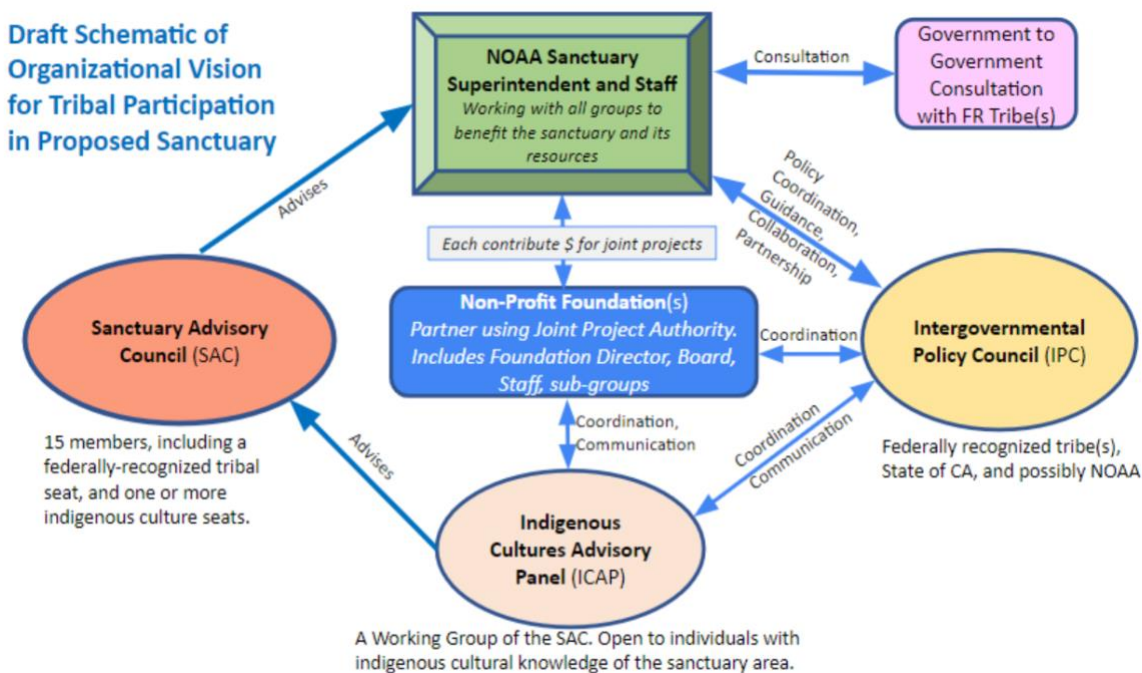 Draft Schematic of
Organizational Vision
for Tribal Participation
in Proposed Sanctuary
NOAA Sanctuary
Superintendent and Staff
Working with all groups to
benefit the sanctuary and its
resources
Consultation
Government to
Government
Consultation
with FR Tribe(s)
Advises
Policy
Coordination,
Guidance,
Collaboration,
Partnership
Each contribute $ for joint projects
Sanctuary Advisory
Council (SAC)
Non-Profit Foundation(s)
Partner using Joint Project Authority.
Includes Foundation Director, Board,
Staff, sub-groups
Coordination
Intergovernmental
Policy Council (IPC)
15 members, including a
federally-recognized tribal
seat, and one or more
indigenous culture seats.
Advises
Coordination,
Communication
Coordination
Communication
Federally recognized tribe(s),
State of CA, and possibly NOAA
Indigenous
Cultures Advisory
Panel (ICAP)
A Working Group of the SAC. Open to individuals with
indigenous cultural knowledge of the sanctuary area.